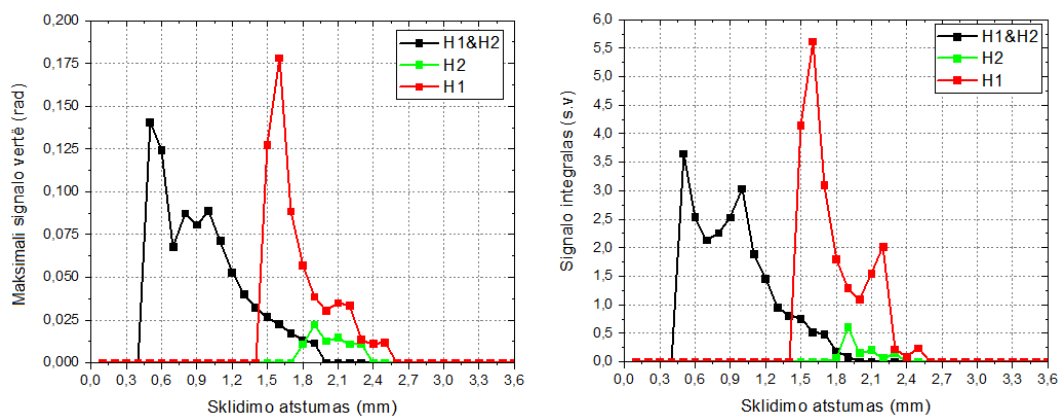 0,200
0,175
0,150
0,125
0,100
0,075
0,050
0,025
0,000
Maksimali signalo vertė (rad)
H1&H2
H2
H1
0,0 0,3 0,6 0,9 1,2 1,5 1,8 2,1 2,4 2,7 3,0 3,3 3,6
Sklidimo atstumas (mm)
6,0
5,5
5,0
4,5
4,0
3,5
3,0
2,5
2,0
1,5
1,0
0,5
0,0
Signalo integralas (s.v)
H1&H2
H2
H1
0,0 0,3 0,6 0,9 1,2 1,5 1,8 2,1 2,4 2,7 3,0 3,3 3,6
Sklidimo atstumas (mm)